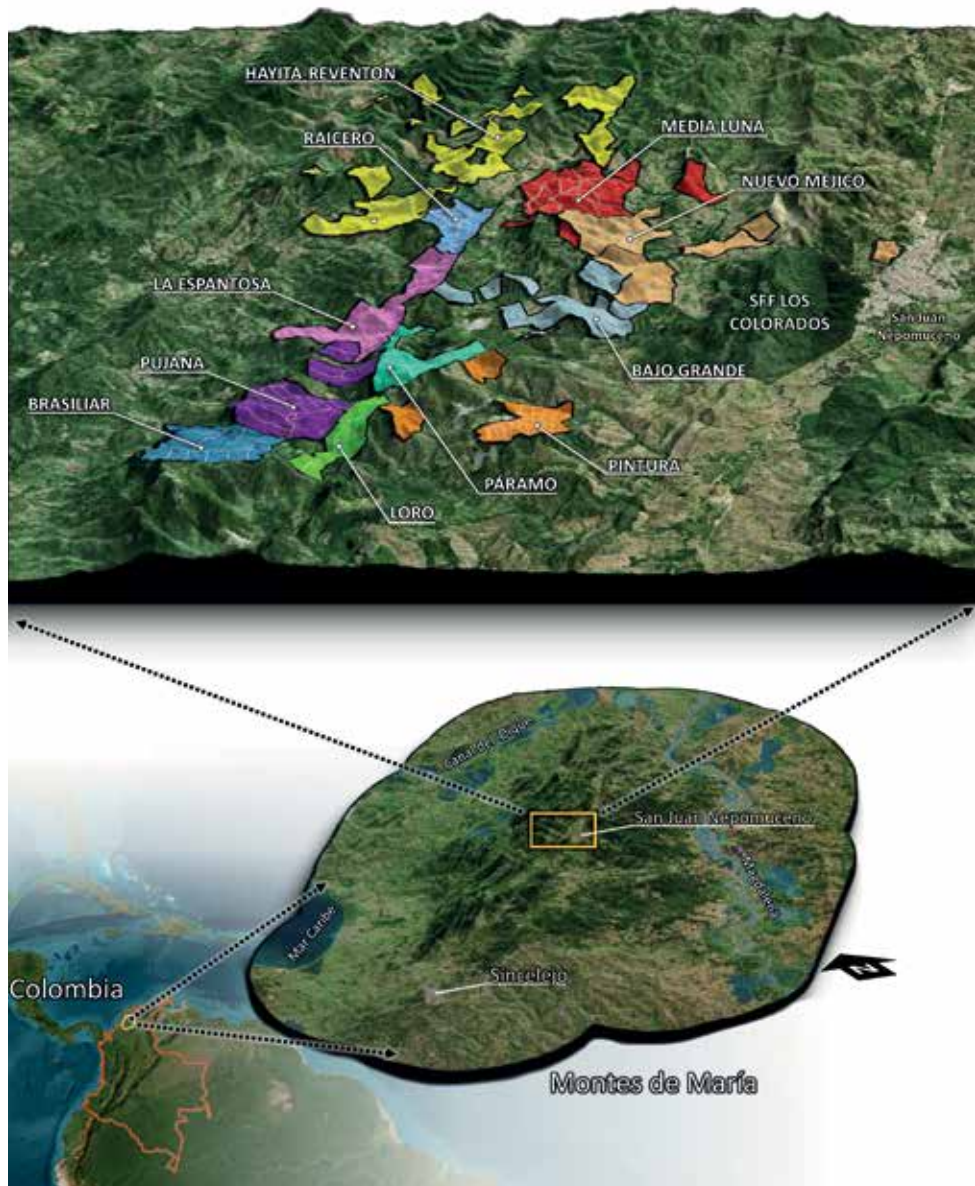 HAYITA-REVENTON
RAICERO
MEDIA LUNA
NUEVO MEJICO
LA ESPANTOSA
SFF LOS
COLORADOS
San Juan
Nepomuceno
PUJANA
BAJO GRANDE
BRASILIAR
PINTURA
PÁRAMO
LORO
Canal del Dique
San Juan Nepomuceno
Magdalena
Mar Caribe
Sincelejo
N
Colombia
Montes de María